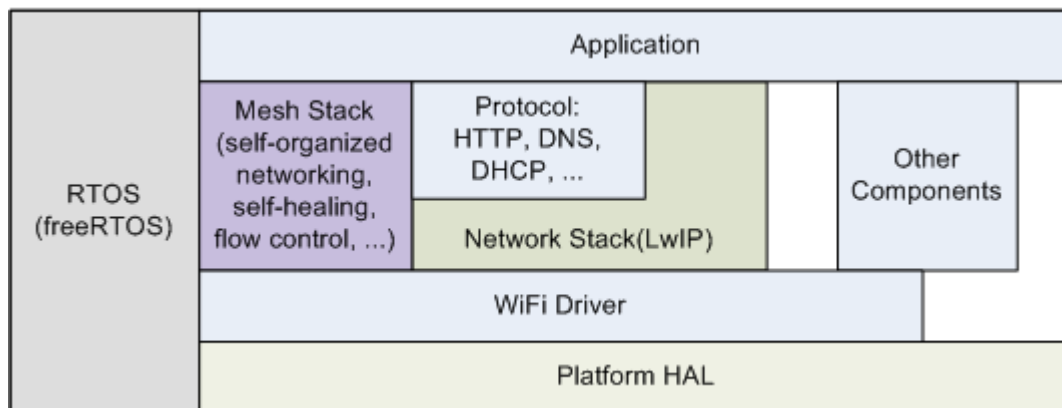 RTOS
(freeRTOS)
Application
Mesh Stack
(self-organized
networking,
self-healing,
flow control, ...)
Protocol:
HTTP, DNS,
DHCP, ...
Network Stack(LwIP)
Other
Components
WiFi Driver
Platform HAL